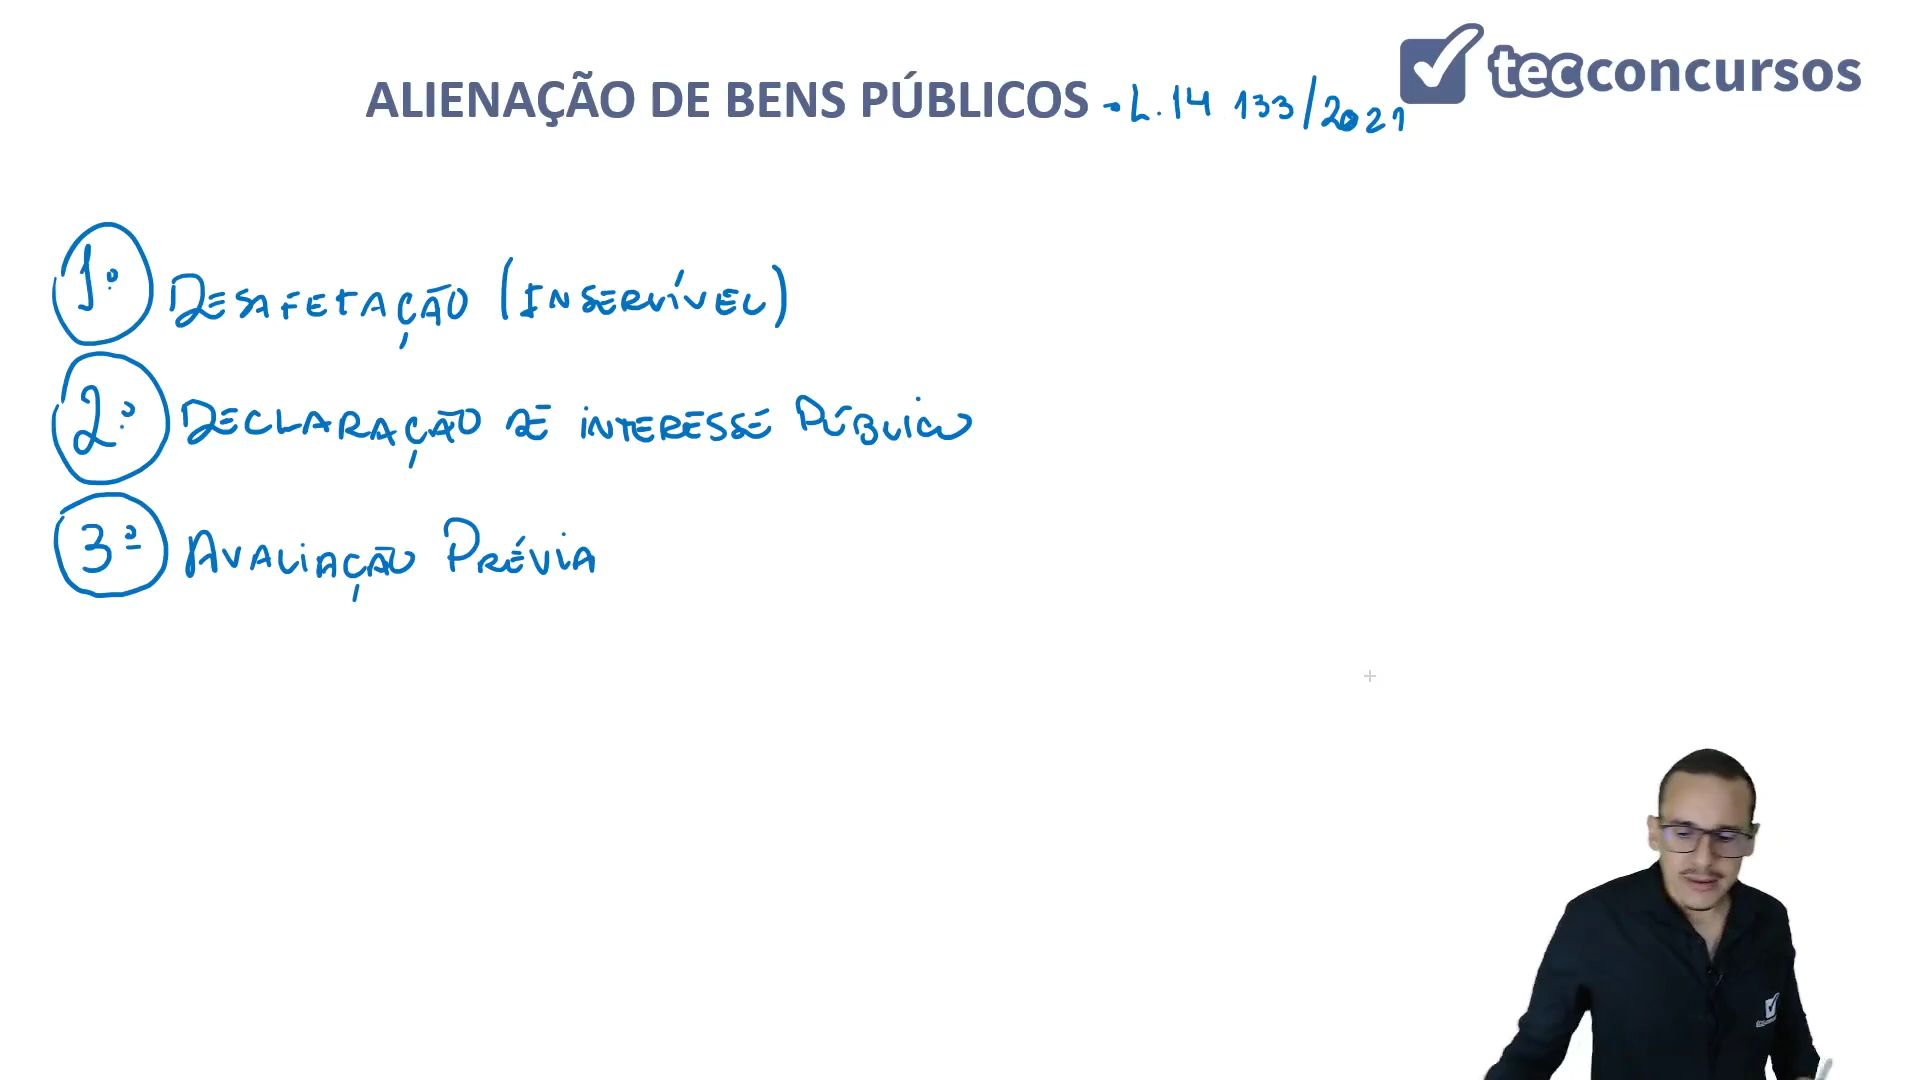 tecconcursos
ALIENAÇÃO DE BENS PÚBLICOS - L. 14 133/2021
1º DESAFETAÇÃO (INSERVÍVEL)
2º DECLARAÇÃO DE INTERESSE PÚBLICO
3º AVALIAÇÃO PRÉVIA